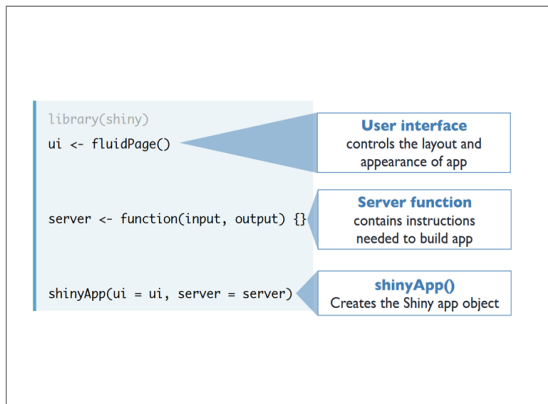 library(shiny)
ui <- fluidPage()
User interface
controls the layout and
appearance of app
server <- function(input, output) {}
Server function
contains instructions
needed to build app
shinyApp(ui = ui, server = server)
shinyApp()
Creates the Shiny app object